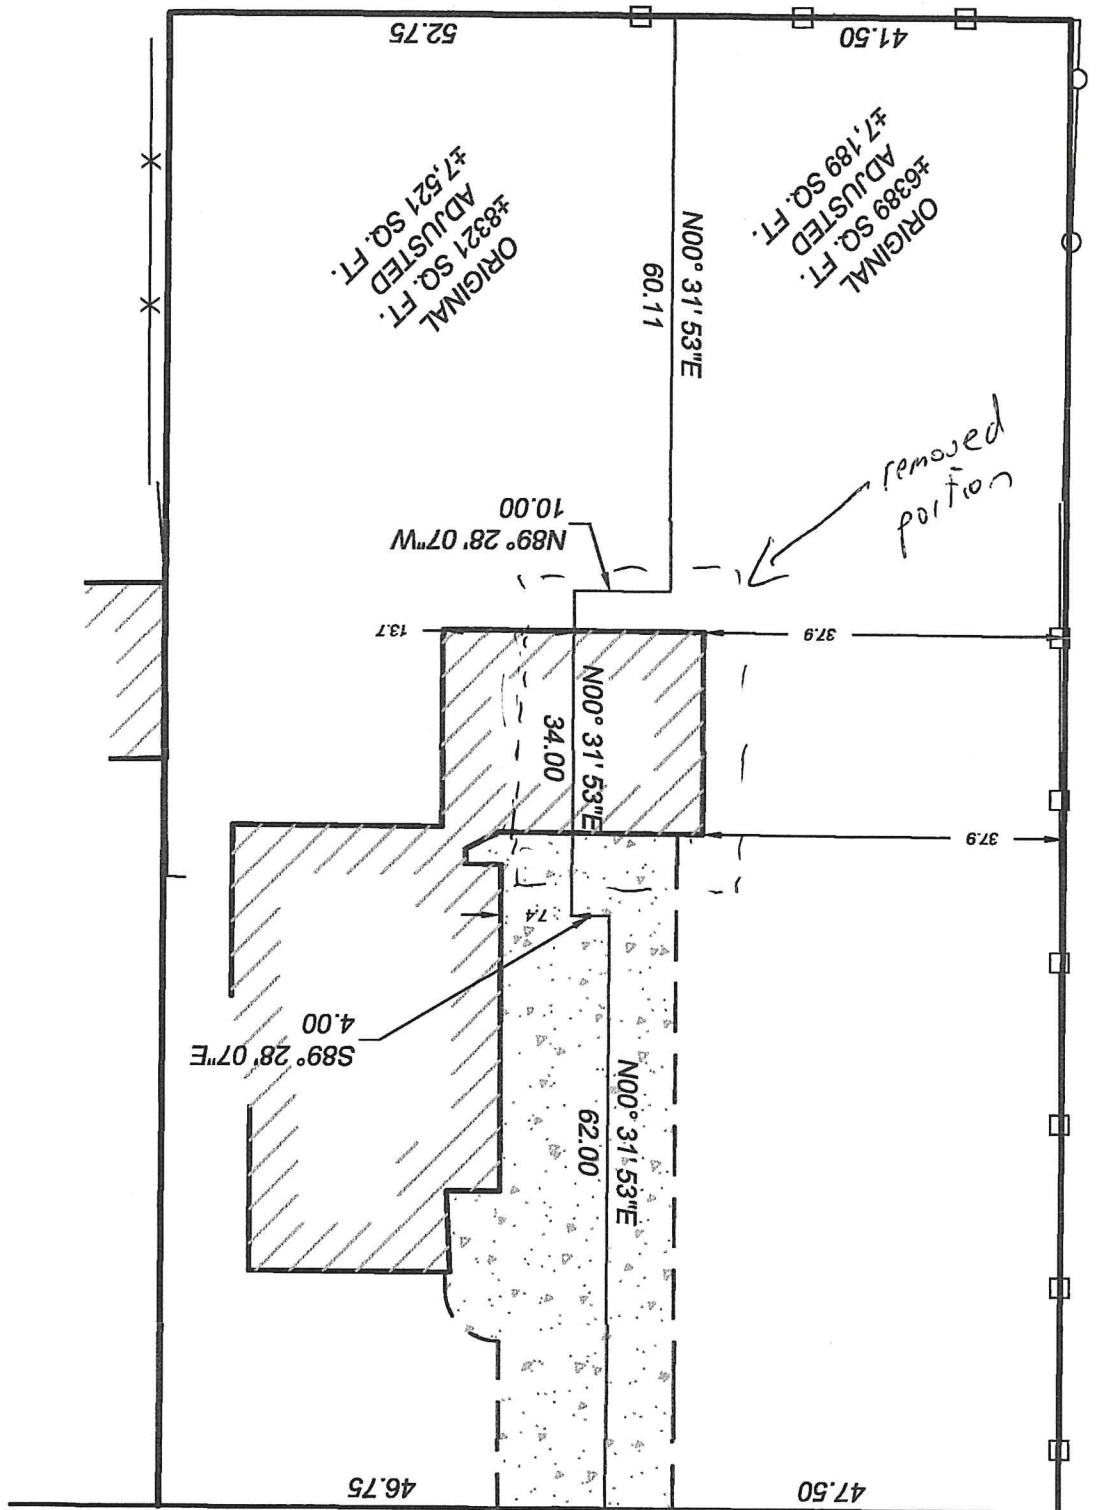 47.50
46.75
N00° 31' 53"E
62.00
S89° 28' 07"E
4.00
7.4
37.9
N00° 31' 53"E
34.00
37.9
13.7
N89° 28' 07"W
10.00
removed
portion
N00° 31' 53"E
60.11
ORIGINAL
±6389 SQ. FT.
ADJUSTED
±7,189 SQ. FT.
ORIGINAL
±8321 SQ. FT.
ADJUSTED
±7,521 SQ. FT.
41.50
52.75